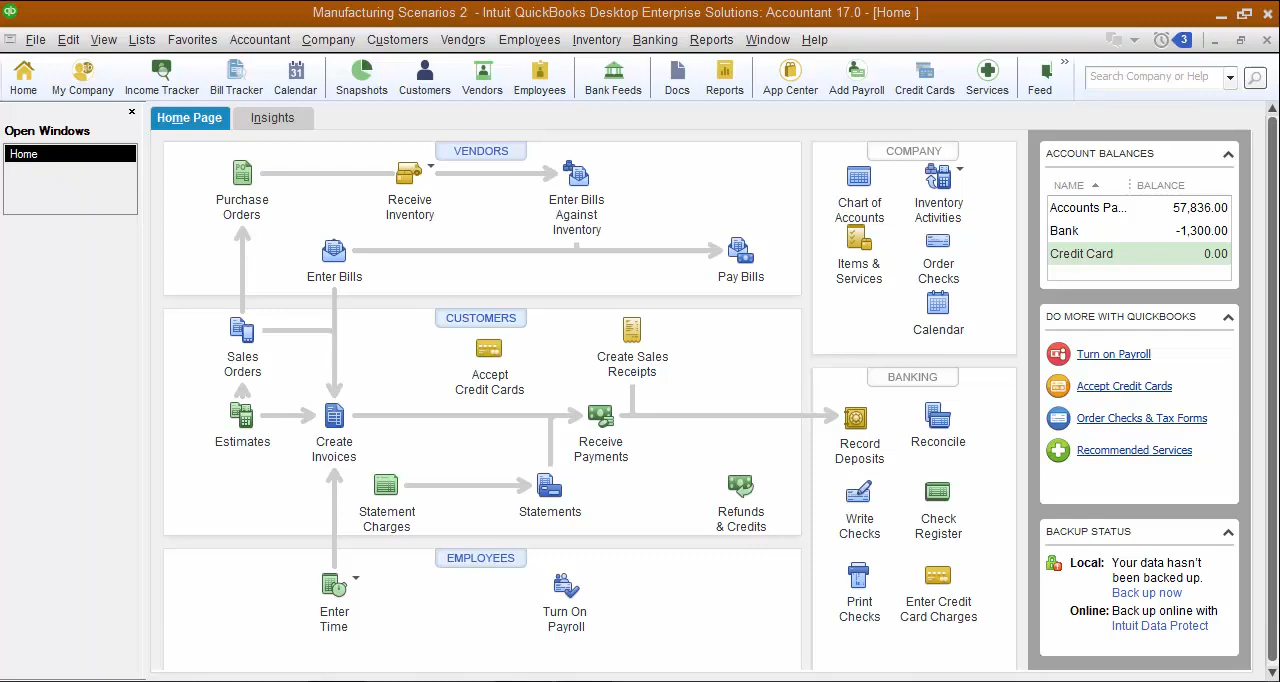 qb
Manufacturing Scenarios 2 - Intuit QuickBooks Desktop Enterprise Solutions: Accountant 17.0 - [Home ]
File Edit View Lists Favorites Accountant Company Customers Vendors Employees Inventory Banking Reports Window Help 3
Home My Company Income Tracker Bill Tracker Calendar Snapshots Customers Vendors Employees Bank Feeds Docs Reports App Center Add Payroll Credit Cards Services Feed
Search Company or Help
Open Windows
Home
Home Page Insights
VENDORS
Purchase
Orders
Receive
Inventory
Enter Bills
Against
Inventory
Enter Bills
Pay Bills
CUSTOMERS
Sales
Orders
Accept
Credit Cards
Create Sales
Receipts
Estimates
Create
Invoices
Receive
Payments
Statement
Charges
Statements
Refunds
& Credits
EMPLOYEES
Enter
Time
Turn On
Payroll
COMPANY
Chart of
Accounts
Inventory
Activities
Items &
Services
Order
Checks
Calendar
BANKING
Record
Deposits
Reconcile
Write
Checks
Check
Register
Print
Checks
Enter Credit
Card Charges
ACCOUNT BALANCES
NAME BALANCE
Accounts Pa... 57,836.00
Bank -1,300.00
Credit Card 0.00
DO MORE WITH QUICKBOOKS
Turn on Payroll
Accept Credit Cards
Order Checks & Tax Forms
Recommended Services
BACKUP STATUS
Local: Your data hasn't
been backed up.
Back up now
Online: Back up online with
Intuit Data Protect